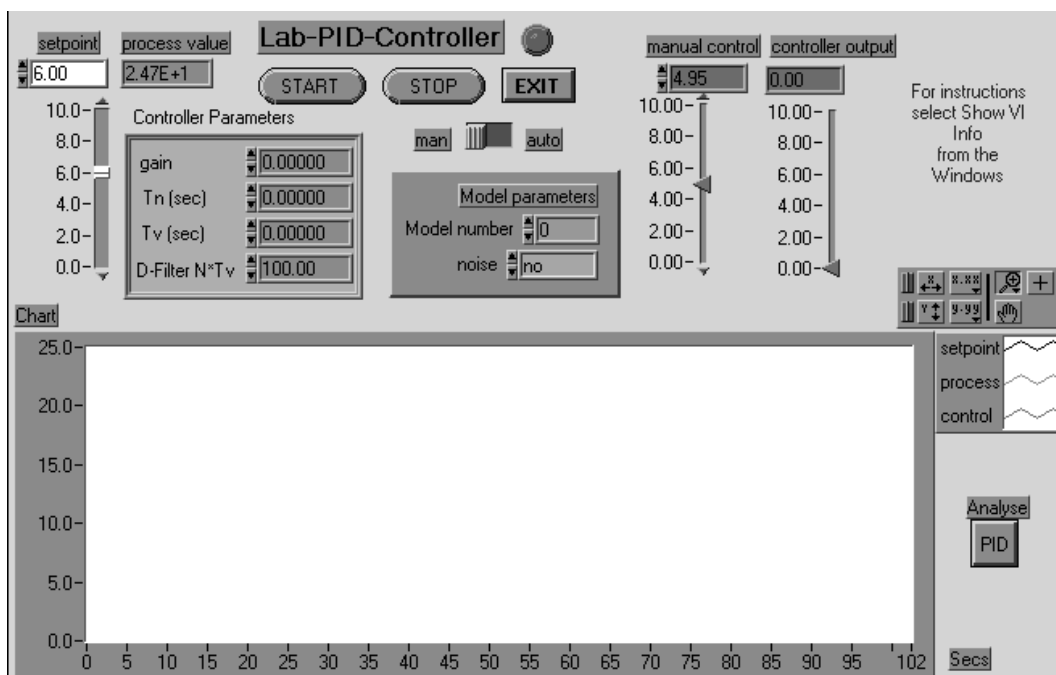 Lab-PID-Controller
setpoint
6.00
10.0
8.0
6.0
4.0
2.0
0.0
process value
2.47E+1
START
STOP
EXIT
man
auto
Controller Parameters
gain
0.00000
Tn (sec)
0.00000
Tv (sec)
0.00000
D-Filter N*Tv
100.00
Model parameters
Model number
0
noise
no
manual control
4.95
10.00
8.00
6.00
4.00
2.00
0.00
controller output
0.00
10.00
8.00
6.00
4.00
2.00
0.00
For instructions
select Show VI
Info
from the
Windows
X
X.XX
Y
Y.YY
Chart
25.0
20.0
15.0
10.0
5.0
0.0
0 5 10 15 20 25 30 35 40 45 50 55 60 65 70 75 80 85 90 95 102
Secs
setpoint
process
control
Analyse
PID